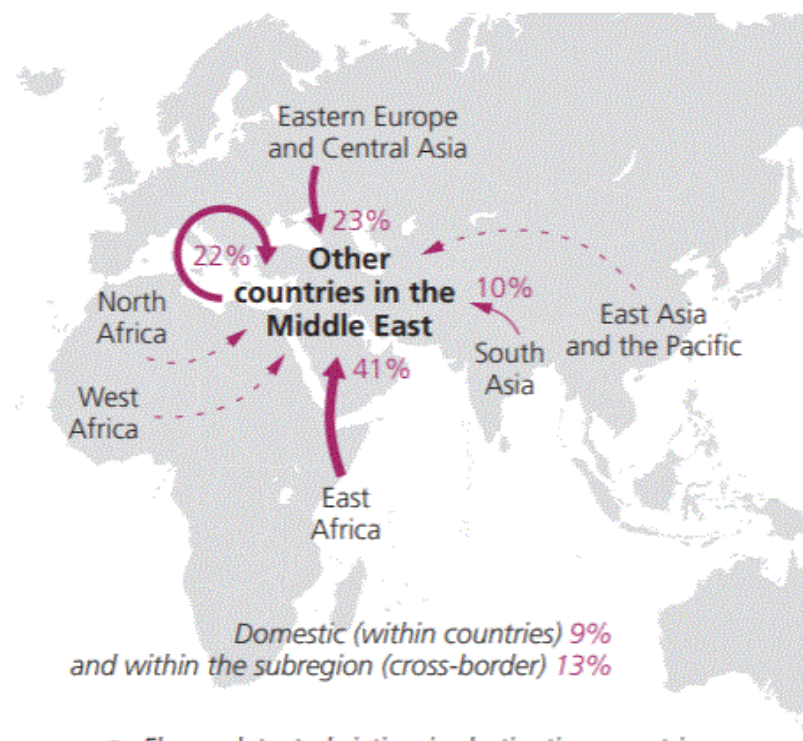 Eastern Europe
and Central Asia
23%
22%
Other
countries in the
Middle East
10%
North
Africa
East Asia
and the Pacific
South
Asia
41%
West
Africa
East
Africa
Domestic (within countries) 9%
and within the subregion (cross-border) 13%